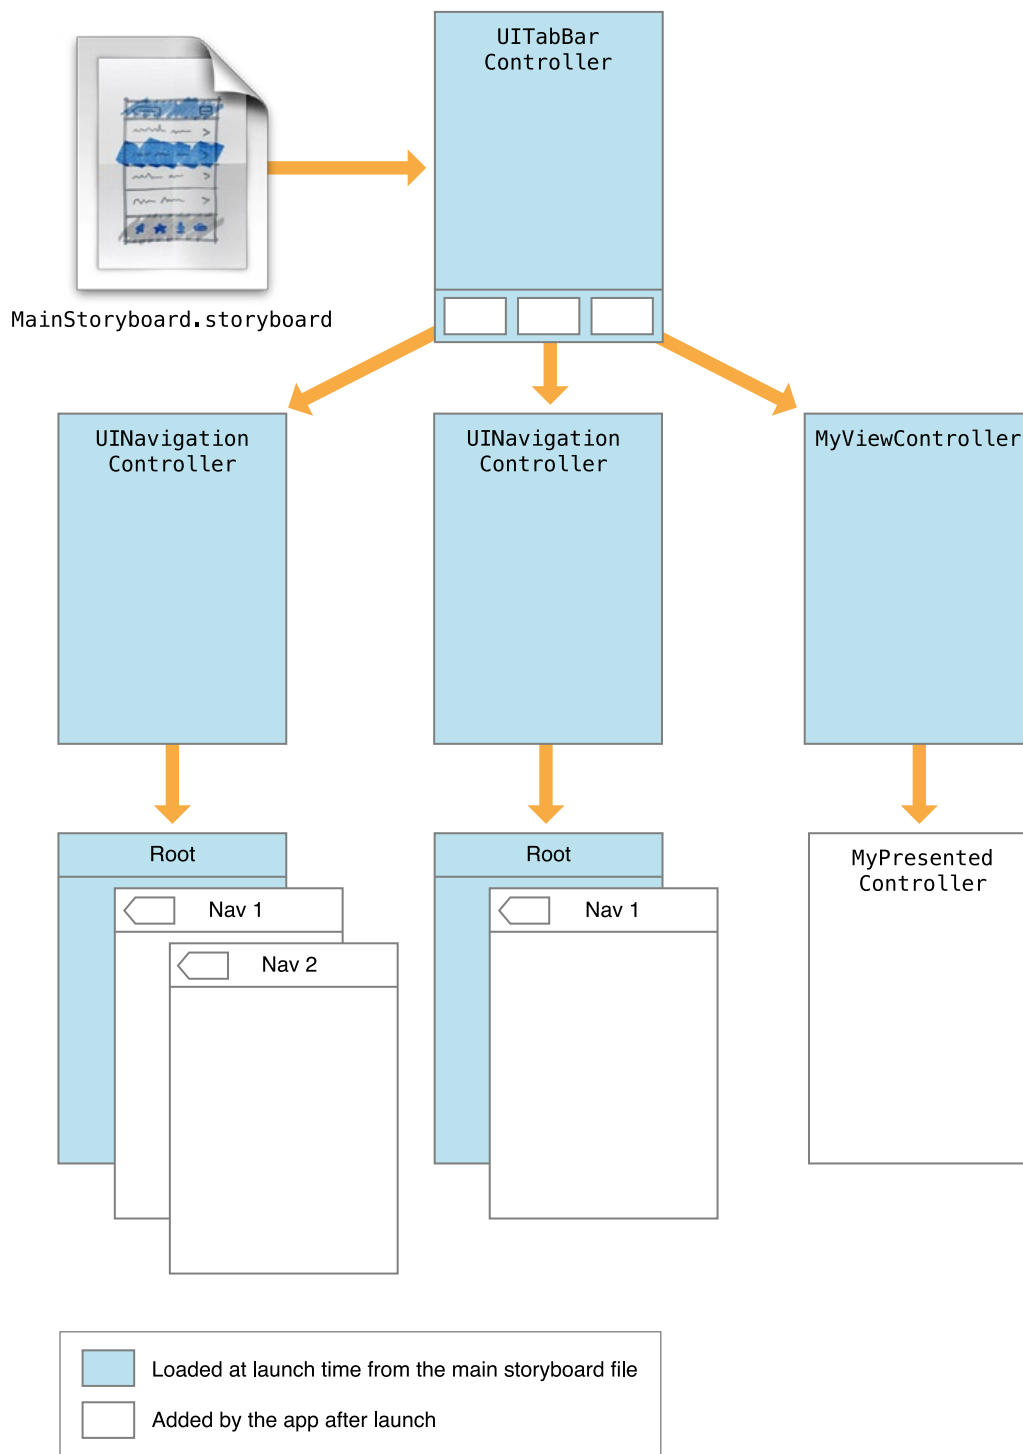 UITabBar
Controller
MainStoryboard.storyboard
UINavigation
Controller
UINavigation
Controller
MyViewController
Root
Nav 1
Nav 2
Root
Nav 1
MyPresented
Controller
Loaded at launch time from the main storyboard file
Added by the app after launch